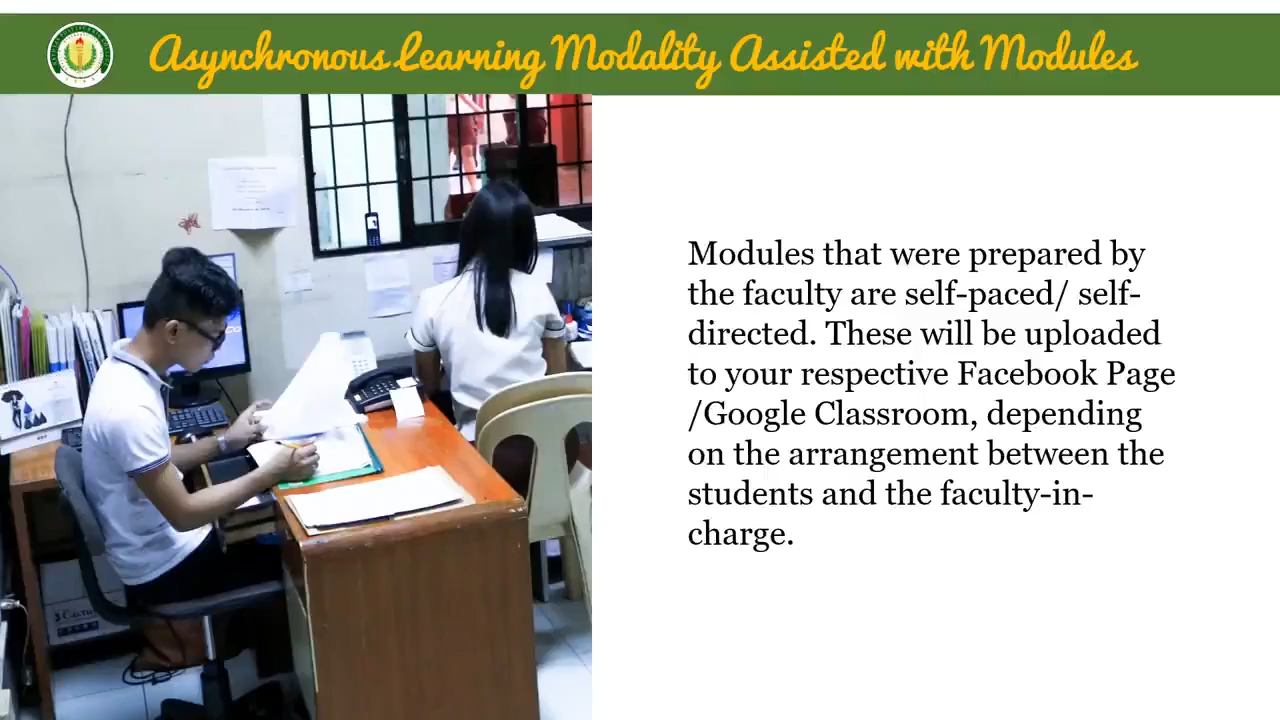 Asynchronous Learning Modality Assisted with Modules
Modules that were prepared by
the faculty are self-paced/ self-
directed. These will be uploaded
to your respective Facebook Page
/Google Classroom, depending
on the arrangement between the
students and the faculty-in-
charge.